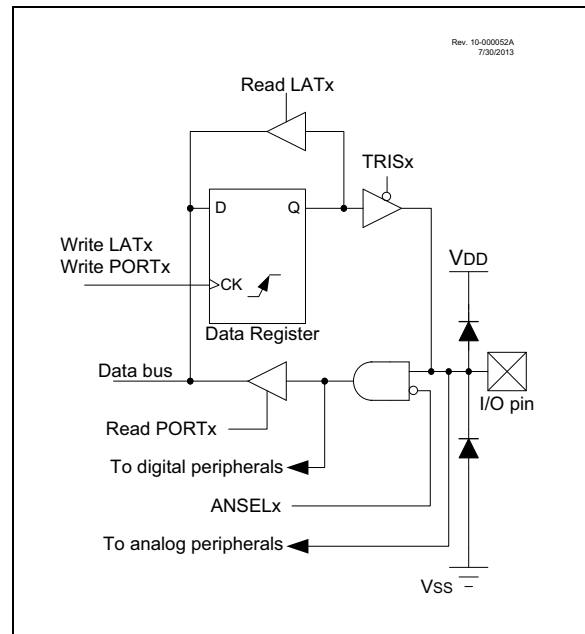 Rev. 10-000052A
7/30/2013
Read LATx
TRISx
D
Q
Write LATx
Write PORTx
CK
VDD
Data Register
Data bus
I/O pin
Read PORTx
To digital peripherals
ANSELx
To analog peripherals
VSS